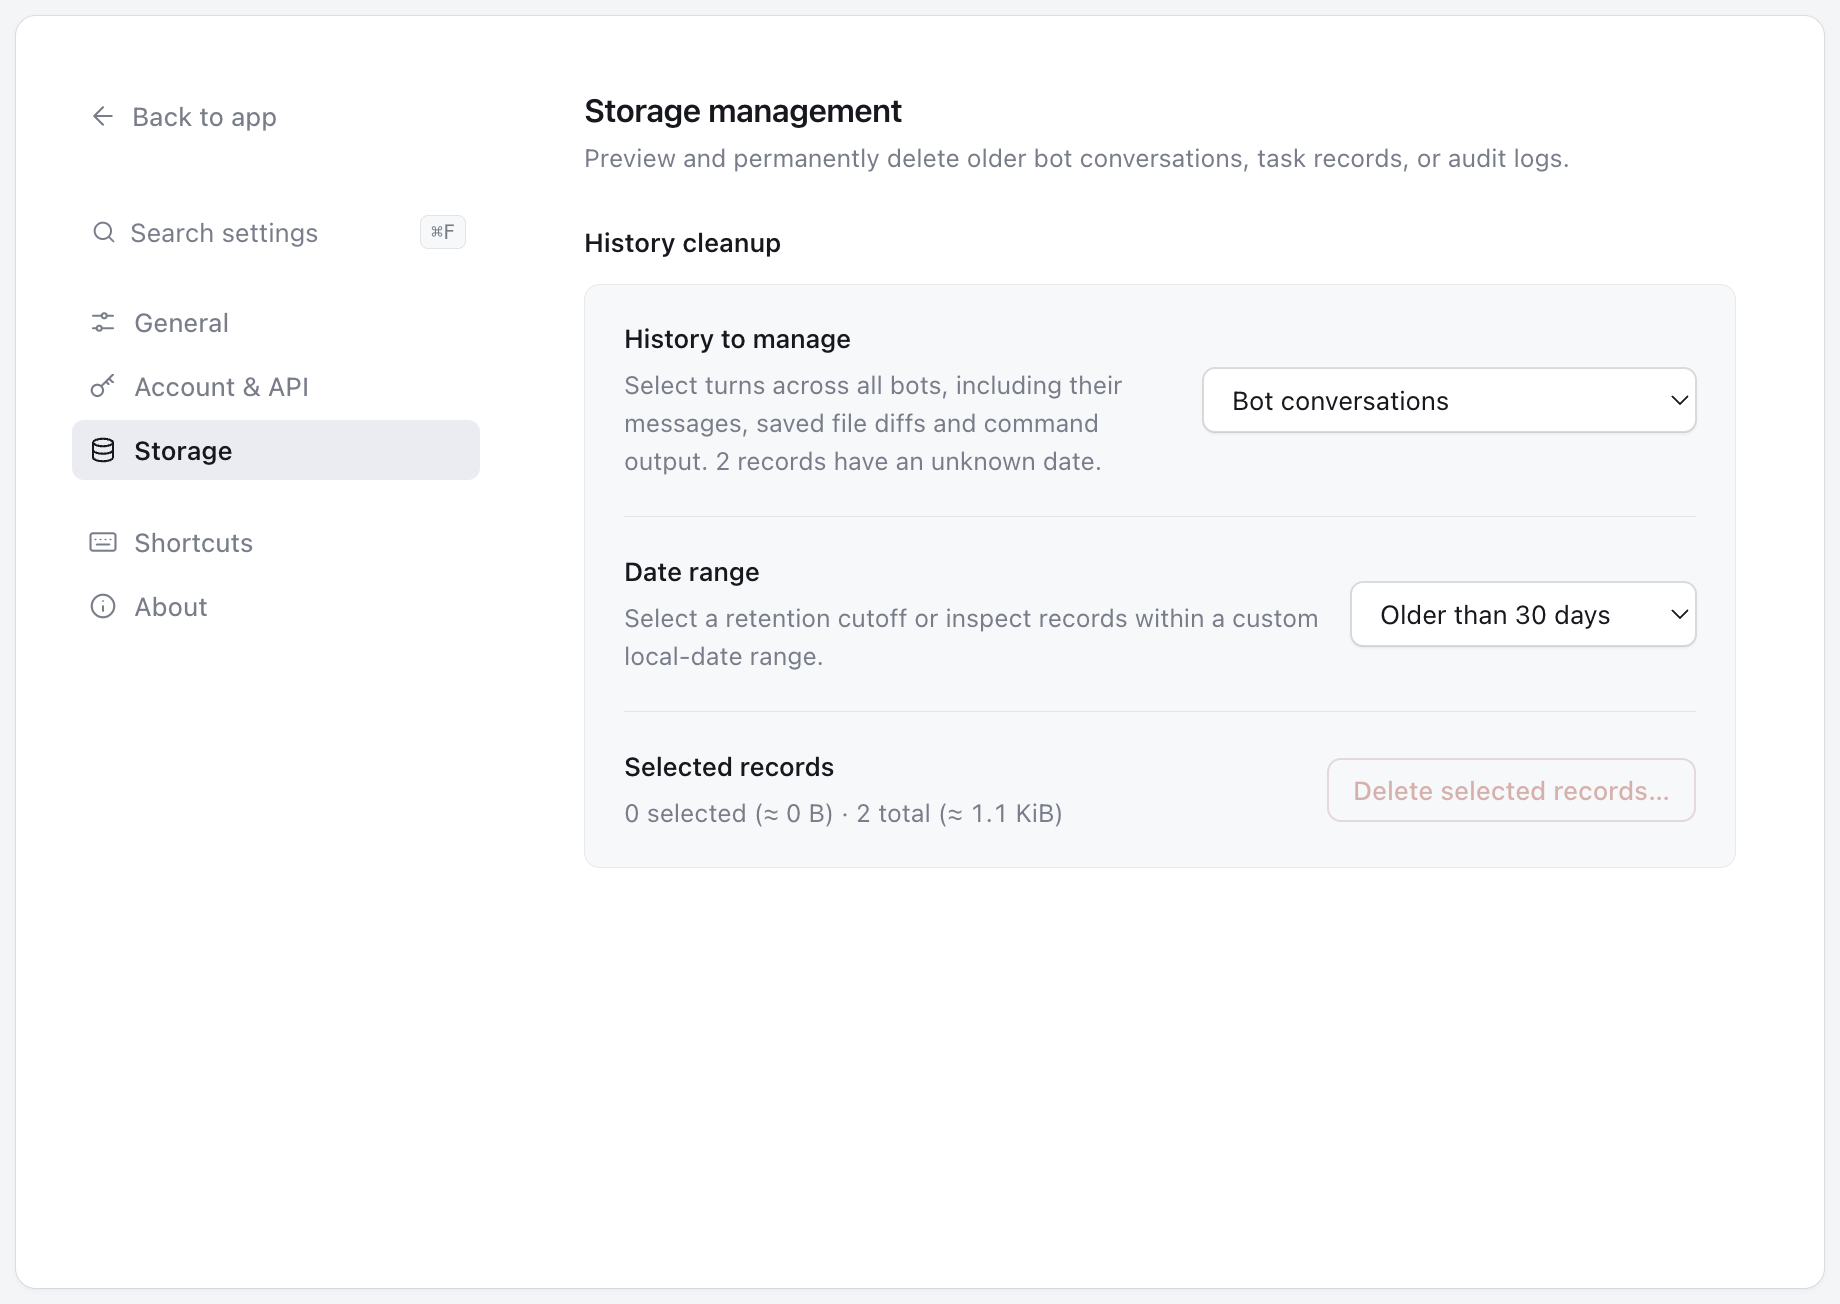 Back to app
Search settings
⌘F
General
Account & API
Storage
Shortcuts
About
Storage management
Preview and permanently delete older bot conversations, task records, or audit logs.
History cleanup
History to manage
Select turns across all bots, including their
messages, saved file diffs and command
output. 2 records have an unknown date.
Bot conversations
Date range
Select a retention cutoff or inspect records within a custom
local-date range.
Older than 30 days
Selected records
0 selected (≈ 0 B) · 2 total (≈ 1.1 KiB)
Delete selected records...